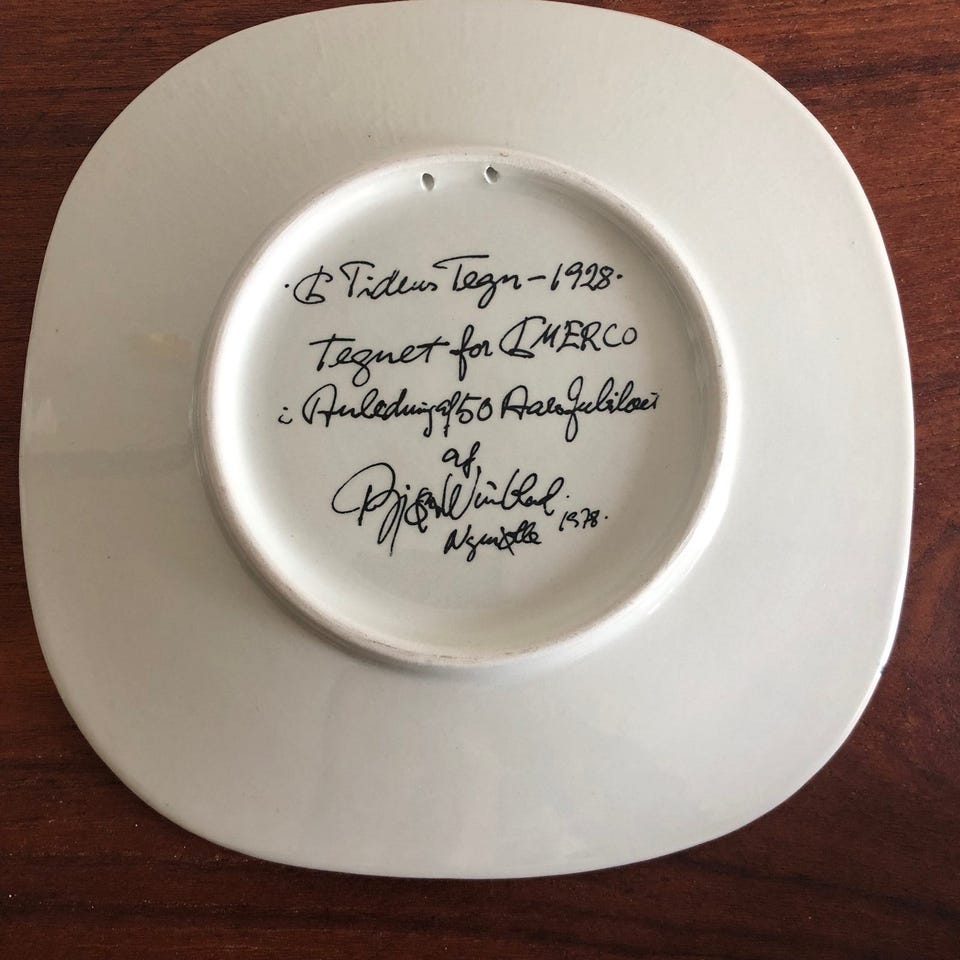 · I Tidens Tegn – 1928 ·
Tegnet for IMERCO
i Anledning af 50 Aars Jubilæet
af
Bjørn Wiinblad.
Nymølle 1978.